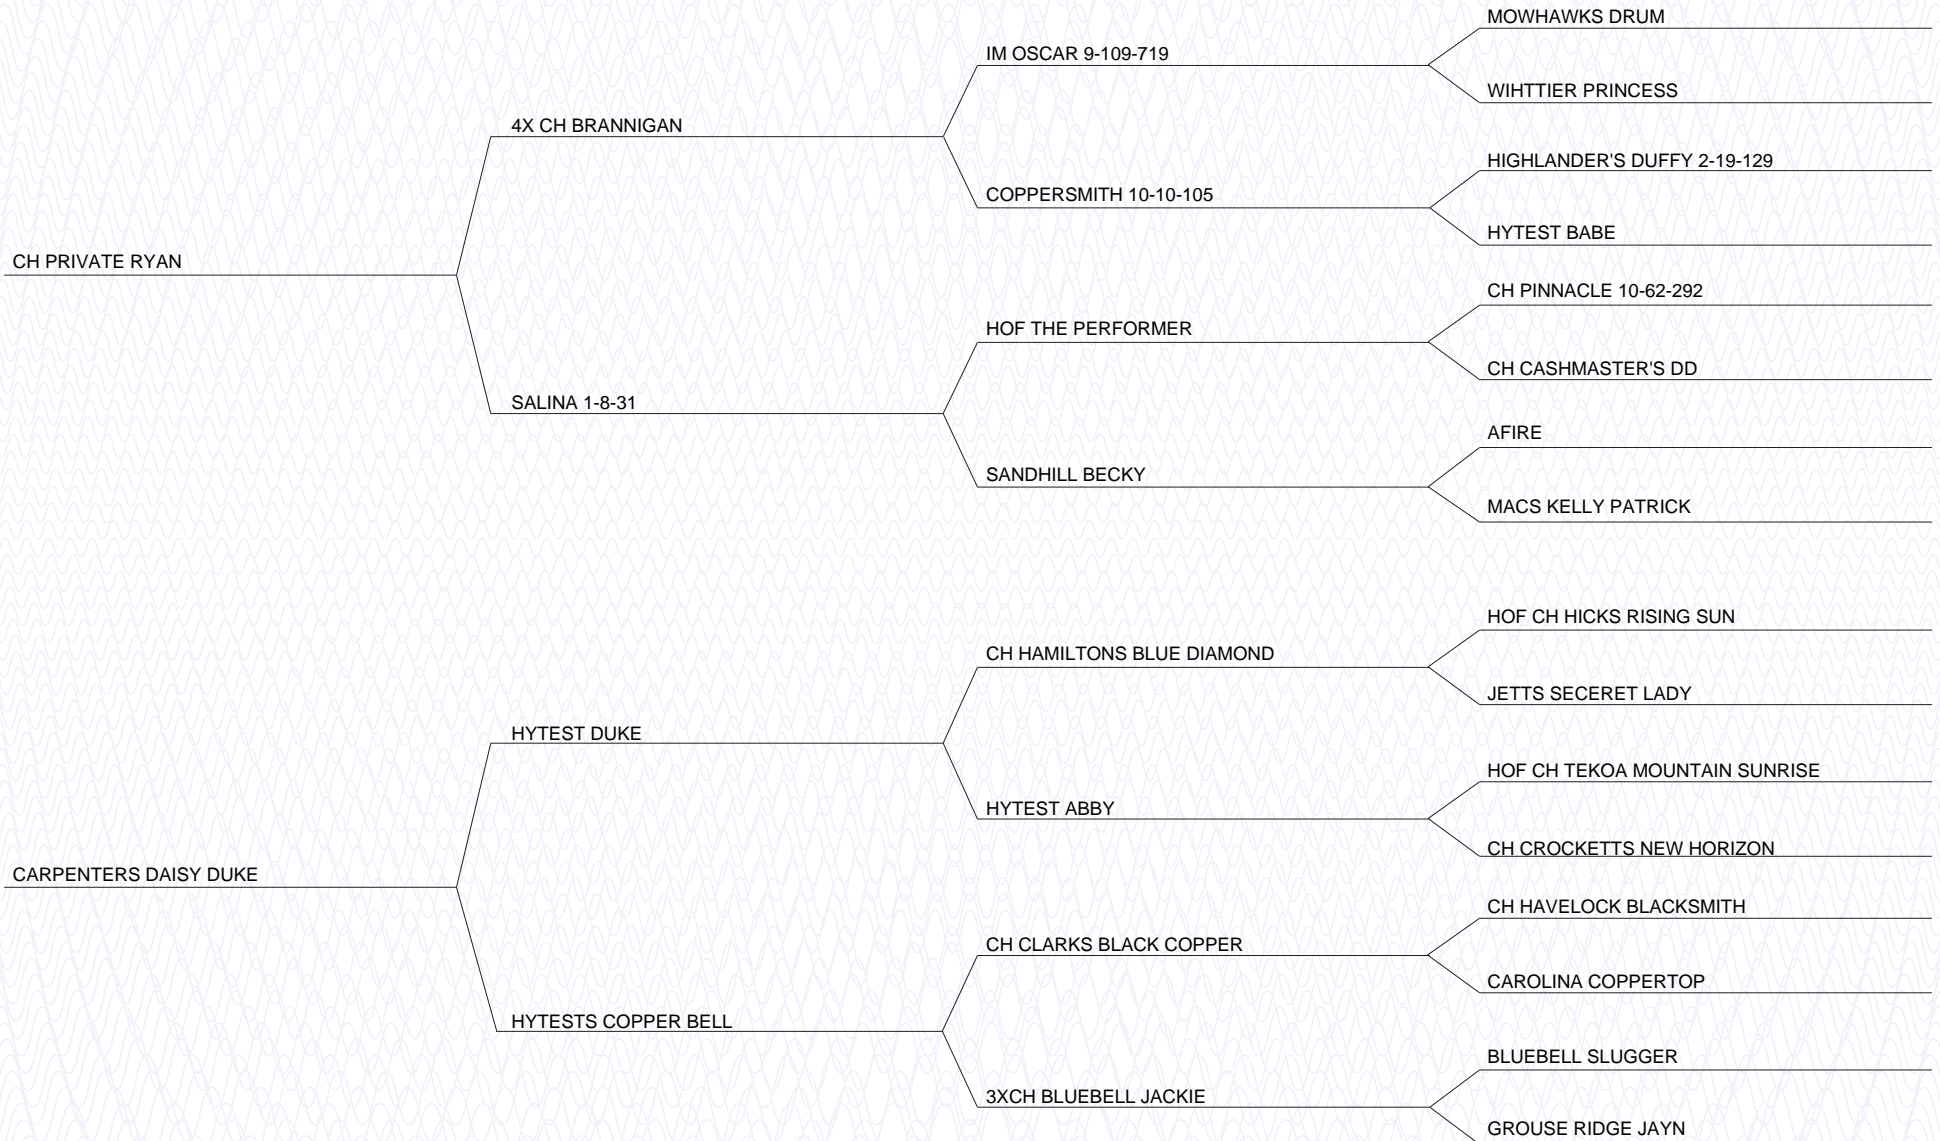 MOWHAWKS DRUM
IM OSCAR 9-109-719
WIHTTIER PRINCESS
4X CH BRANNIGAN
HIGHLANDER'S DUFFY 2-19-129
COPPERSMITH 10-10-105
HYTEST BABE
CH PRIVATE RYAN
CH PINNACLE 10-62-292
HOF THE PERFORMER
CH CASHMASTER'S DD
SALINA 1-8-31
AFIRE
SANDHILL BECKY
MACS KELLY PATRICK
HOF CH HICKS RISING SUN
CH HAMILTONS BLUE DIAMOND
JETTS SECERET LADY
HYTEST DUKE
HOF CH TEKOA MOUNTAIN SUNRISE
HYTEST ABBY
CH CROCKETTS NEW HORIZON
CARPENTERS DAISY DUKE
CH HAVELOCK BLACKSMITH
CH CLARKS BLACK COPPER
CAROLINA COPPERTOP
HYTESTS COPPER BELL
BLUEBELL SLUGGER
3XCH BLUEBELL JACKIE
GROUSE RIDGE JAYN